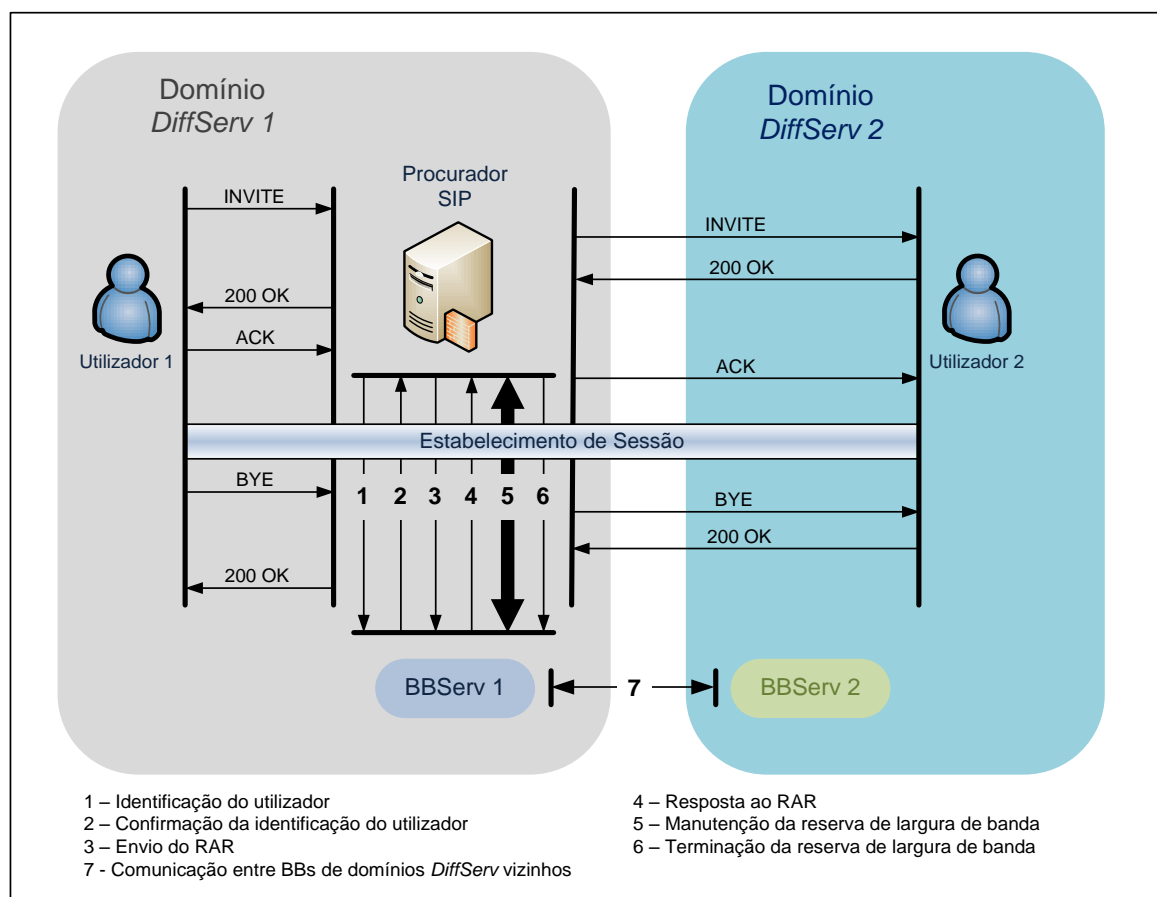 Domínio
DiffServ 1
Domínio
DiffServ 2
Procurador
SIP
INVITE
INVITE
200 OK
200 OK
ACK
Utilizador 1
Utilizador 2
ACK
Estabelecimento de Sessão
BYE
1 2 3 4 5 6
BYE
200 OK
200 OK
BBServ 1
7
BBServ 2
1 – Identificação do utilizador
2 – Confirmação da identificação do utilizador
3 – Envio do RAR
7 - Comunicação entre BBs de domínios DiffServ vizinhos
4 – Resposta ao RAR
5 – Manutenção da reserva de largura de banda
6 – Terminação da reserva de largura de banda